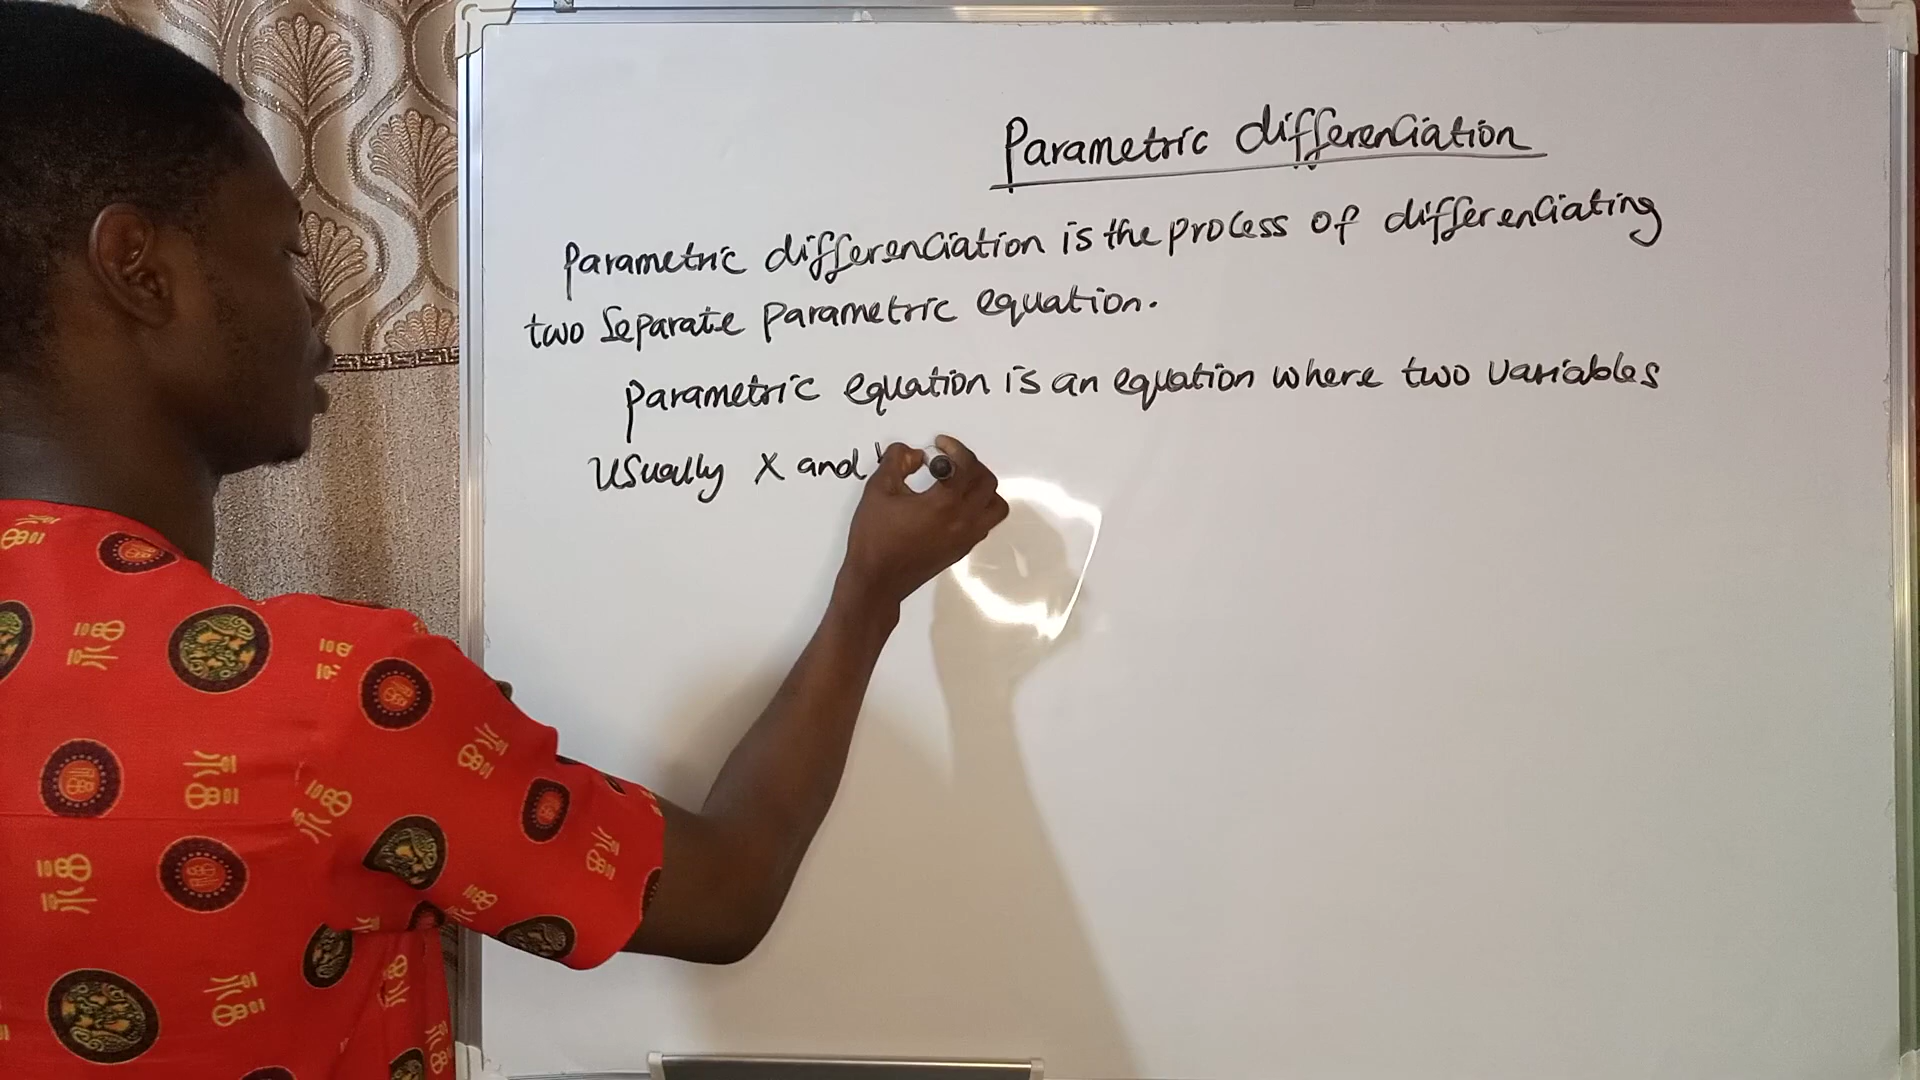 Parametric differenciation
Parametric differenciation is the process of differenciating
two separate parametric equation.
parametric equation is an equation where two variables
usually x and